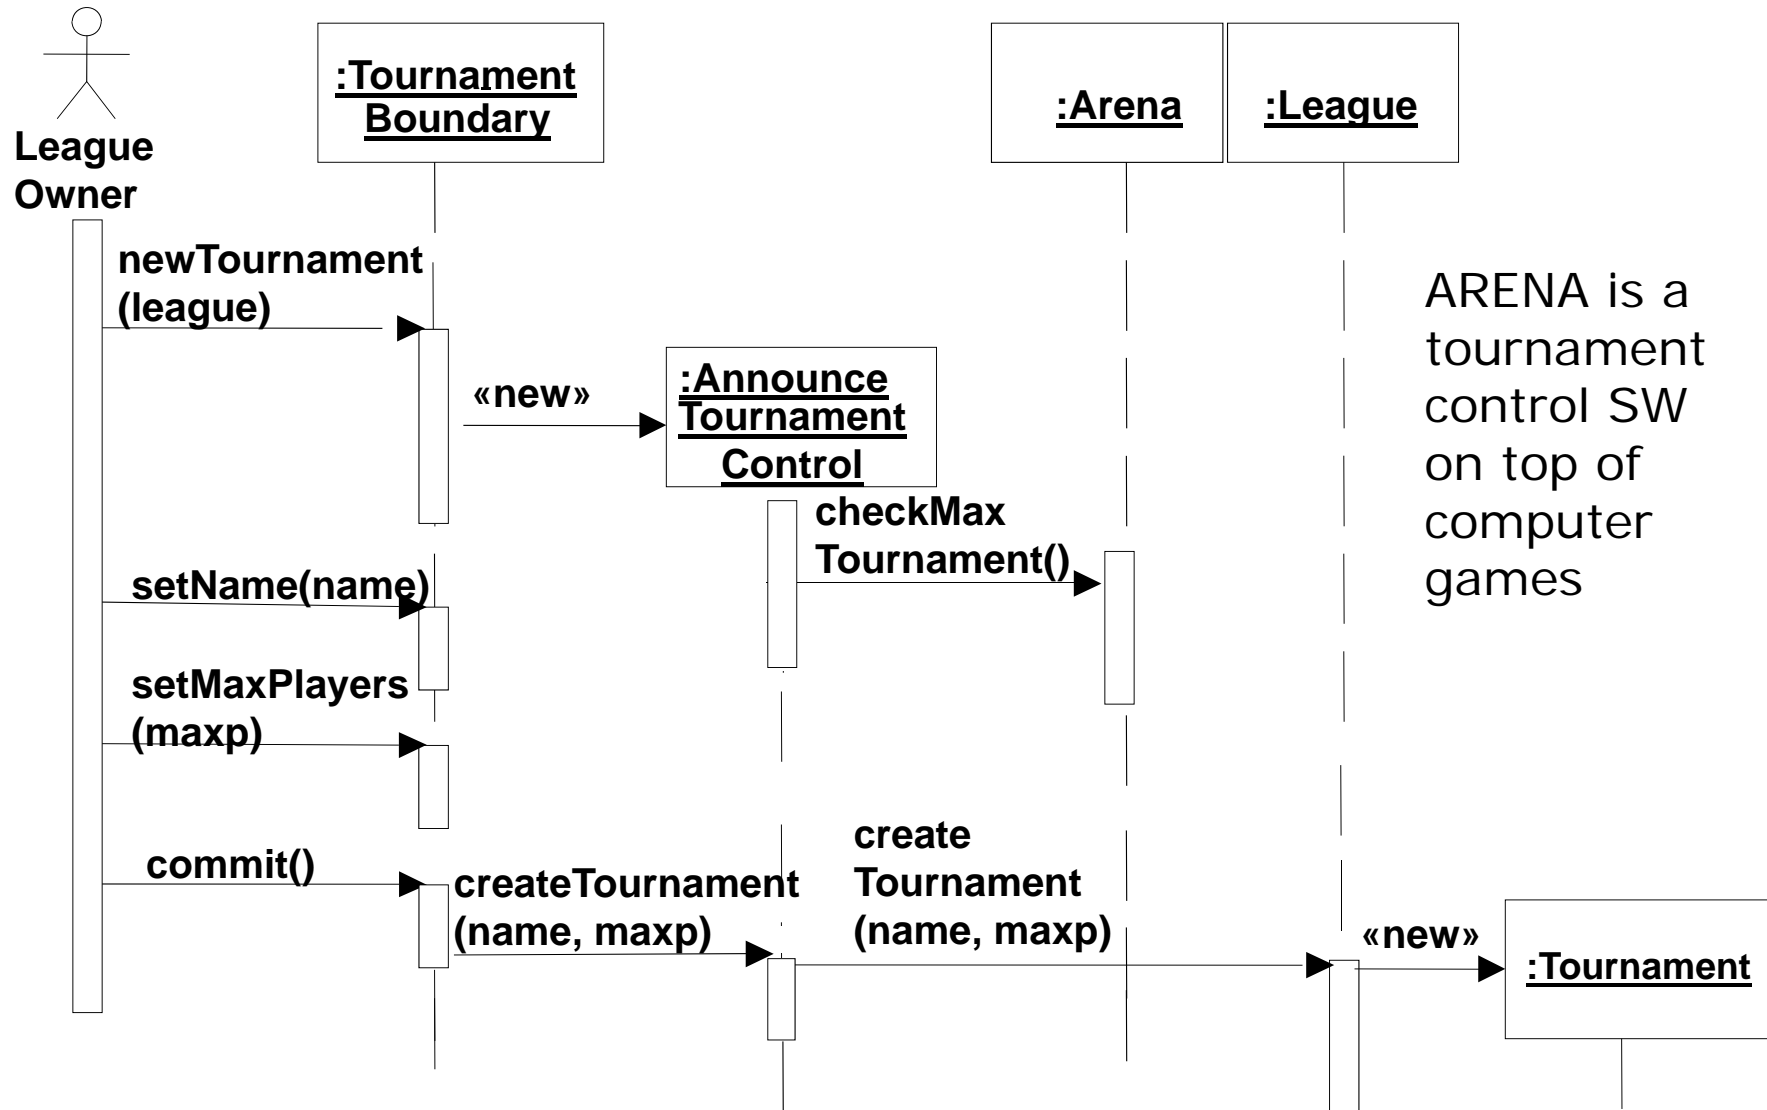 :Tournament
Boundary
:Arena
:League
League
Owner
newTournament
(league)
«new»
:Announce
Tournament
Control
ARENA is a
tournament
control SW
on top of
computer
games
checkMax
Tournament()
setName(name)
setMaxPlayers
(maxp)
commit()
createTournament
(name, maxp)
create
Tournament
(name, maxp)
«new»
:Tournament